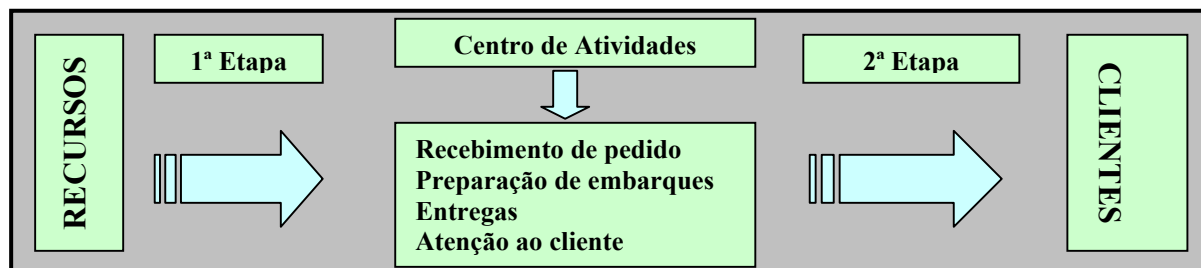 RECURSOS
1ª Etapa
Centro de Atividades
Recebimento de pedido
Preparação de embarques
Entregas
Atenção ao cliente
2ª Etapa
CLIENTES